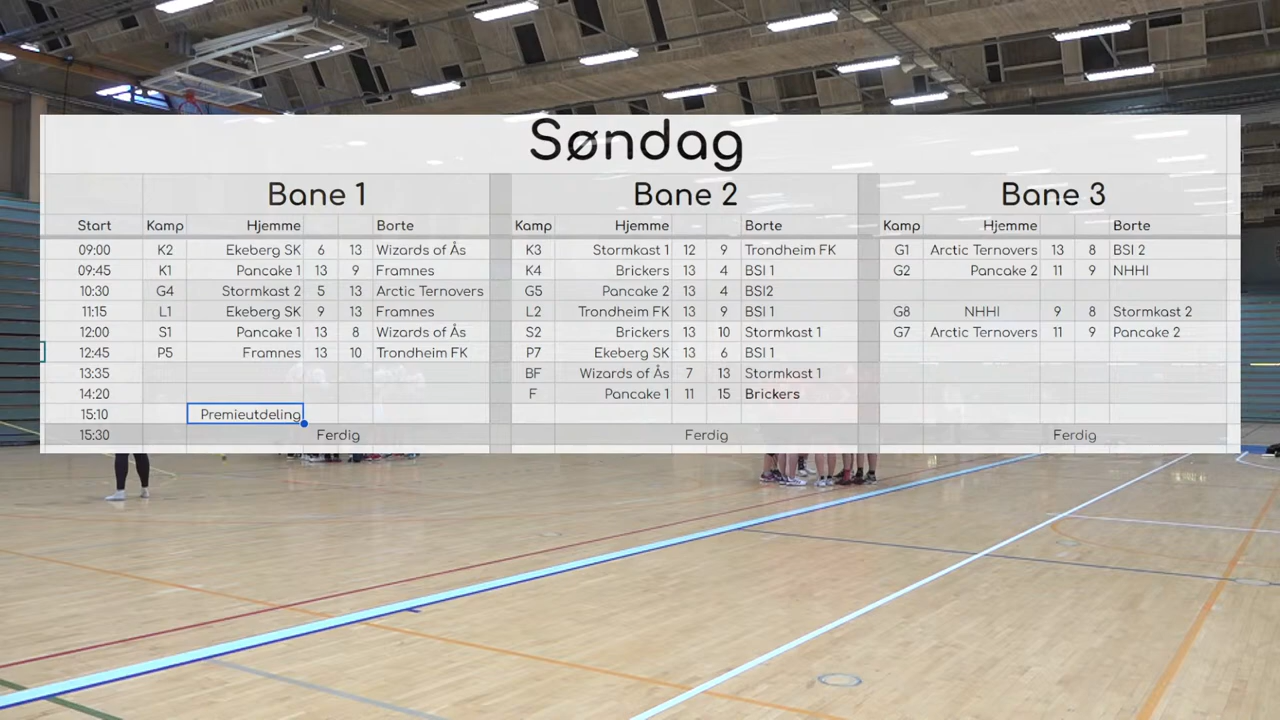 Søndag
Bane 1 Bane 2 Bane 3
Start Kamp Hjemme Borte Kamp Hjemme Borte Kamp Hjemme Borte
09:00 K2 Ekeberg SK 6 13 Wizards of Ås K3 Stormkast 1 12 9 Trondheim FK G1 Arctic Ternovers 13 8 BSI 2
09:45 K1 Pancake 1 13 9 Framnes K4 Brickers 13 4 BSI 1 G2 Pancake 2 11 9 NHHI
10:30 G4 Stormkast 2 5 13 Arctic Ternovers G5 Pancake 2 13 4 BSI2
11:15 L1 Ekeberg SK 9 13 Framnes L2 Trondheim FK 13 9 BSI 1 G8 NHHI 9 8 Stormkast 2
12:00 S1 Pancake 1 13 8 Wizards of Ås S2 Brickers 13 10 Stormkast 1 G7 Arctic Ternovers 11 9 Pancake 2
12:45 P5 Framnes 13 10 Trondheim FK P7 Ekeberg SK 13 6 BSI 1
13:35 BF Wizards of Ås 7 13 Stormkast 1
14:20 F Pancake 1 11 15 Brickers
15:10 Premieutdeling
15:30 Ferdig Ferdig Ferdig